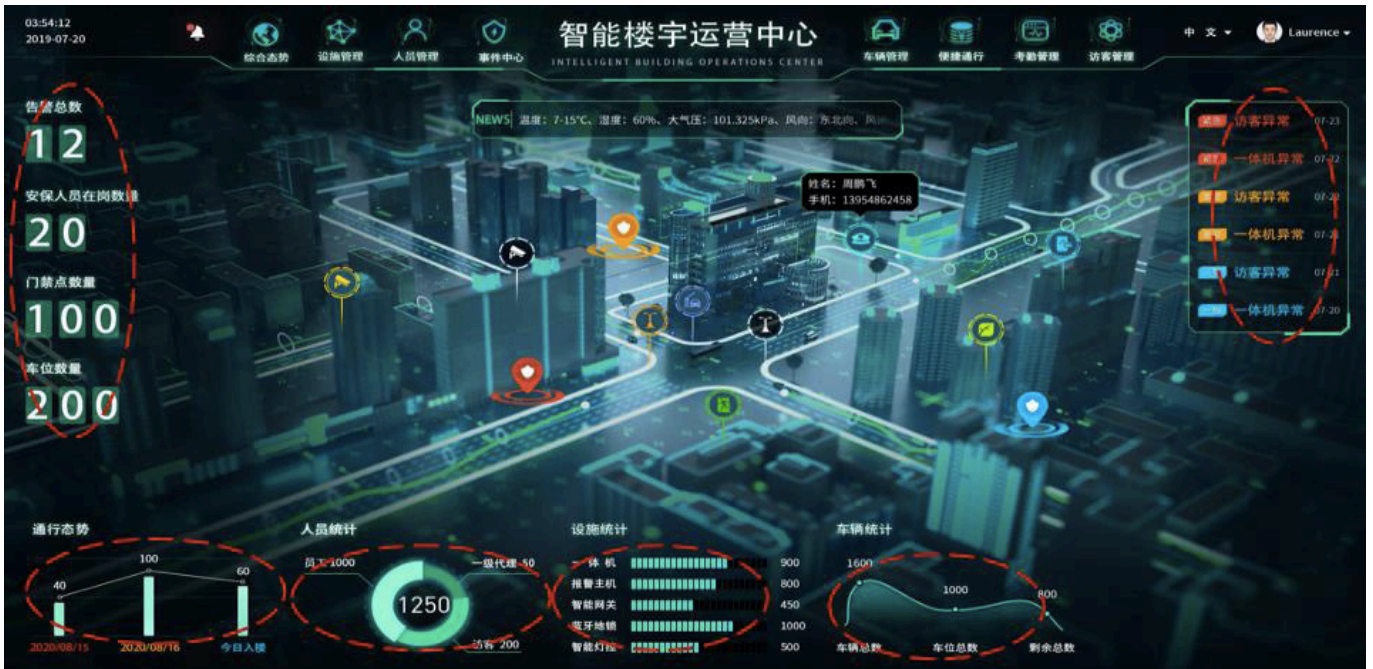 03:54:12
2019-07-20
综合态势
设施管理
人员管理
事件中心
智能楼宇运营中心
INTELLIGENT BUILDING OPERATIONS CENTER
车辆管理
便捷通行
考勤管理
访客管理
中 文
Laurence
告警总数
12
安保人员在岗数量
20
门禁点数量
100
车位数量
200
NEWS 温度：7-15℃、湿度：60%、大气压：101.325kPa、风向：东北向、
姓名：周鹏飞
手机：13954862458
访客异常 07-23
一体机异常 07-22
访客异常 07-22
一体机异常 07-21
访客异常 07-21
一体机异常 07-20
通行态势
40
100
60
2020/08/15
2020/08/16
今日入楼
人员统计
员工 1000
一级代理 50
1250
访客 200
设施统计
一体机 900
报警主机 800
智能网关 450
蓝牙地锁 1000
智能灯控 500
车辆统计
1600
1000
800
车辆总数
车位总数
剩余总数